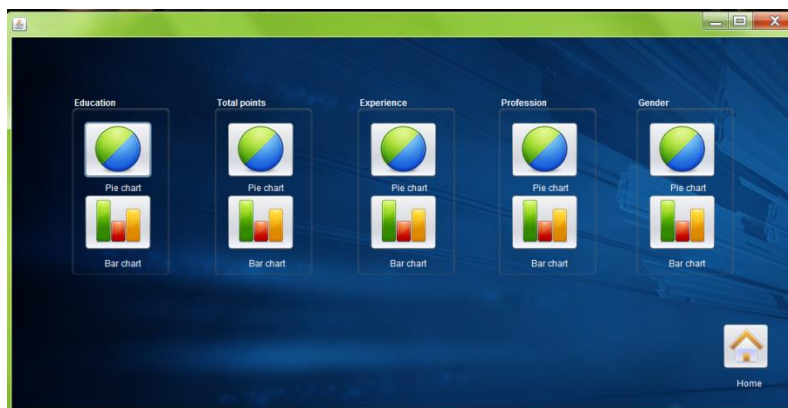 Education Total points Experience Profession Gender
Pie chart Pie chart Pie chart Pie chart Pie chart
Bar chart Bar chart Bar chart Bar chart Bar chart
Home